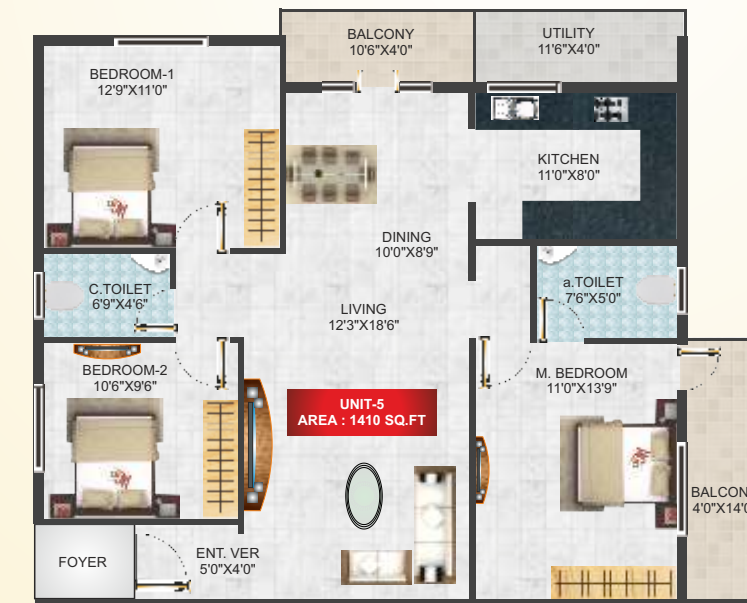 BALCONY
10'6"X4'0"
UTILITY
11'6"X4'0"
BEDROOM-1
12'9"X11'0"
KITCHEN
11'0"X8'0"
DINING
10'0"X8'9"
C.TOILET
6'9"X4'6"
a.TOILET
7'6"X5'0"
LIVING
12'3"X18'6"
BEDROOM-2
10'6"X9'6"
M. BEDROOM
11'0"X13'9"
UNIT-5
AREA : 1410 SQ.FT
BALCON
4'0"X14'0
FOYER
ENT. VER
5'0"X4'0"